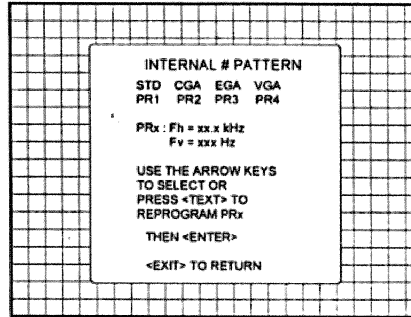 INTERNAL # PATTERN
STD CGA EGA VGA
PR1 PR2 PR3 PR4
PRx : Fh = xx.x kHz
Fv = xxx Hz
USE THE ARROW KEYS
TO SELECT OR
PRESS <TEXT> TO
REPROGRAM PRx
THEN <ENTER>
<EXIT> TO RETURN